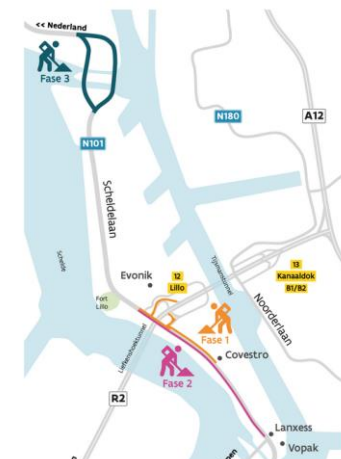 << Nederland
Fase 3
N101
N180
A12
Scheldelaan
Schelde
Evonik
12
Lillo
Tijsmanstunnel
13
Kanaaldok
B1/B2
Noorderlaan
Fort
Lillo
Fase 1
Liefkenshoektunnel
Covestro
Fase 2
R2
Lanxess
Vopak